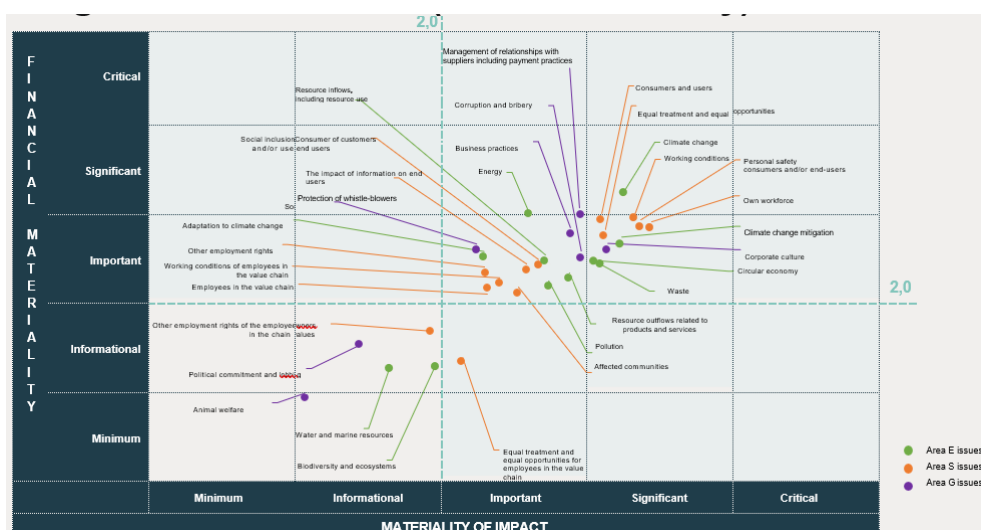 2,0
FINANCIAL MATERIALITY
Critical
Significant
Important
Informational
Minimum
Management of relationships with
suppliers including payment practices
Resource inflows,
including resource use
Corruption and bribery
Consumers and users
Equal treatment and equal opportunities
Social inclusion Consumer of customers
and/or use end users
Business practices
Climate change
Working conditions
Personal safety
consumers and/or end-users
The impact of information on end
users
Energy
Protection of whistle-blowers
So
Own workforce
Adaptation to climate change
Climate change mitigation
Other employment rights
Corporate culture
Working conditions of employees in
the value chain
Circular economy
Employees in the value chain
Waste
2,0
Resource outflows related to
products and services
Other employment rights of the employees
in the chain values
Pollution
Political commitment and
Affected communities
Animal welfare
Water and marine resources
Biodiversity and ecosystems
Equal treatment and
equal opportunities for
employees in the value
chain
Area E issues
Area S issues
Area G issues
Minimum
Informational
Important
Significant
Critical
MATERIALITY OF IMPACT